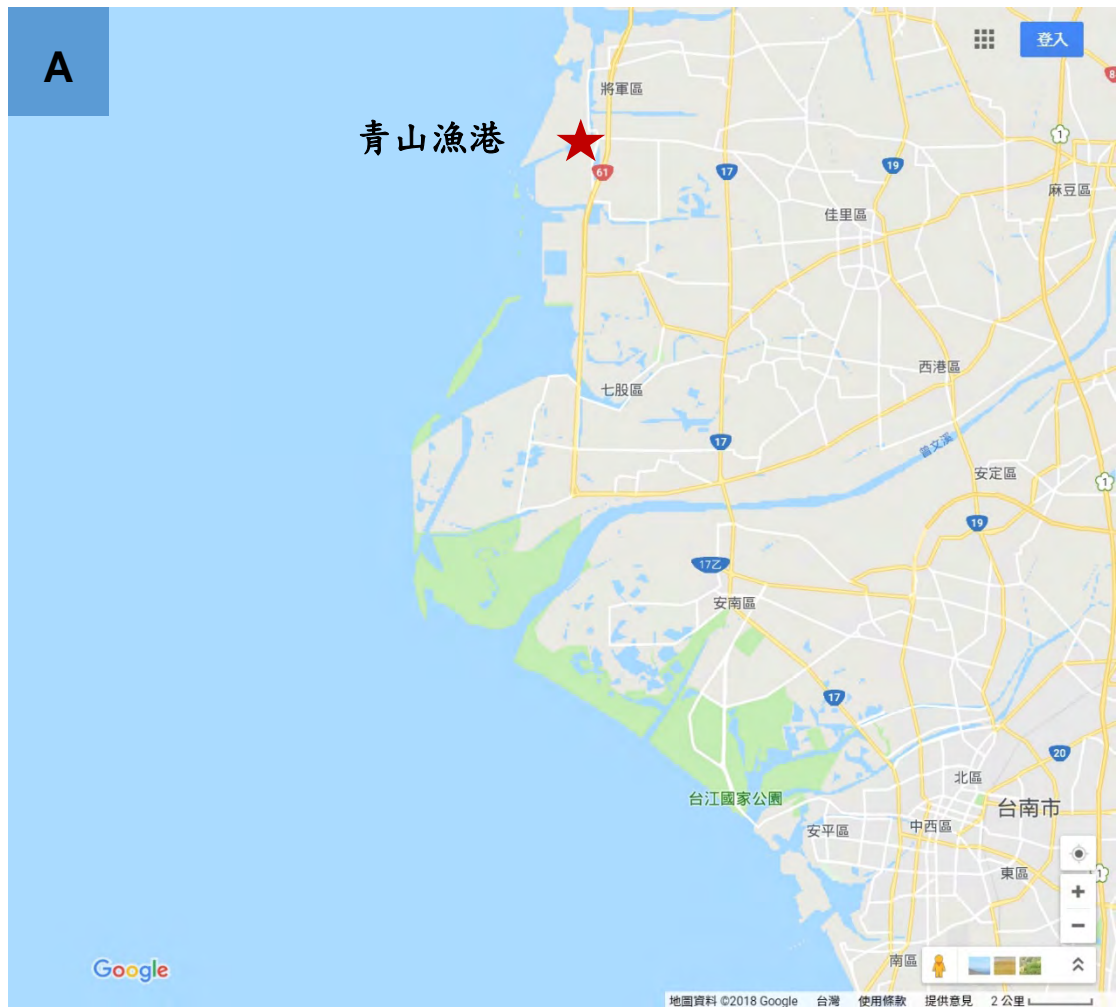 A
登入
8
將軍區
青山漁港
1
61
17
19
麻豆區
佳里區
西港區
七股區
17
曾文溪
安定區
1
19
17乙
安南區
17
20
北區
台江國家公園
台南市
安平區
中西區
東區
1
南區
Google
地圖資料 ©2018 Google 台灣 使用條款 提供意見 2 公里